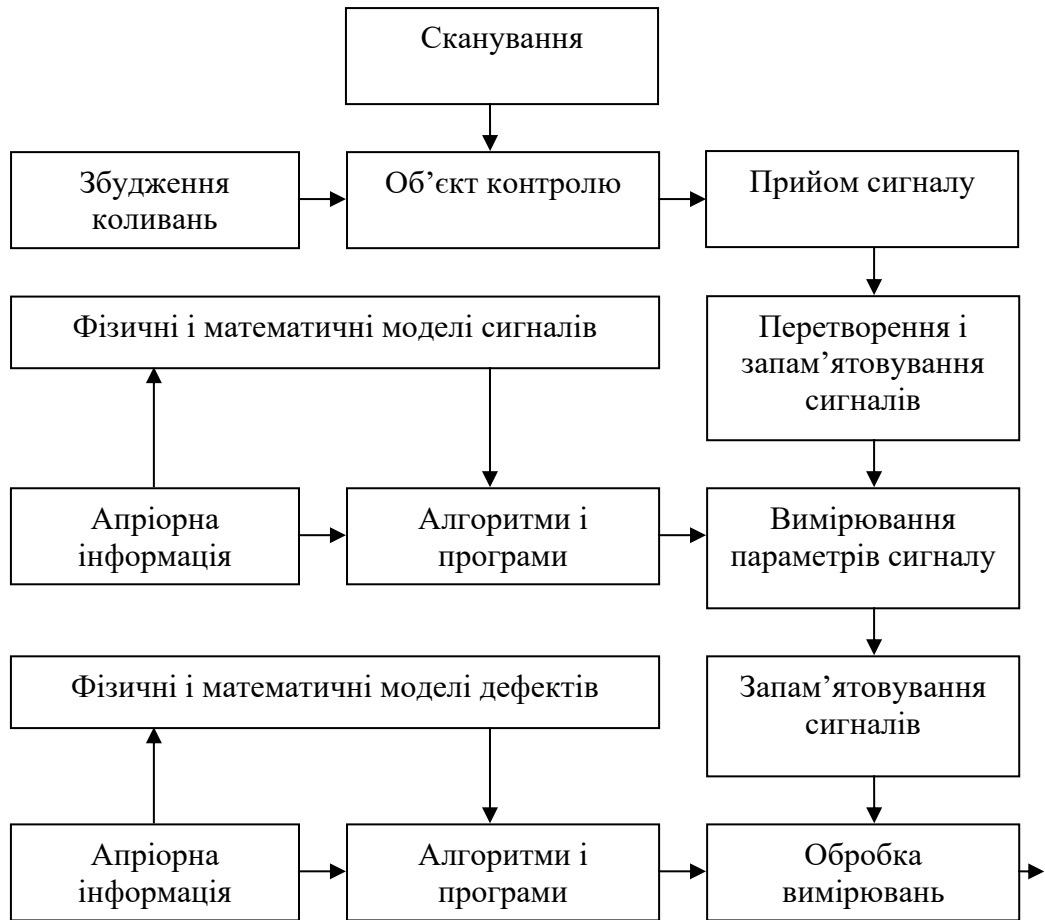 Сканування
Збудження
коливань
Об’єкт контролю
Прийом сигналу
Фізичні і математичні моделі сигналів
Перетворення і
запам’ятовування
сигналів
Апріорна
інформація
Алгоритми і
програми
Вимірювання
параметрів сигналу
Фізичні і математичні моделі дефектів
Запам’ятовування
сигналів
Апріорна
інформація
Алгоритми і
програми
Обробка
вимірювань